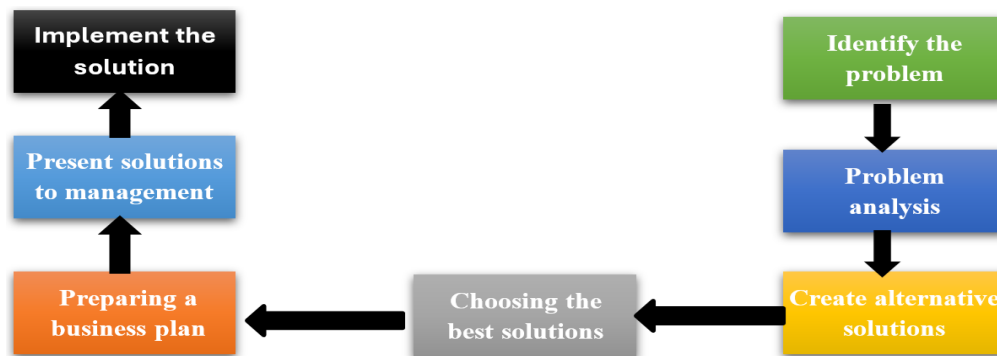 Identify the
problem
Problem
analysis
Create alternative
solutions
Choosing the
best solutions
Preparing a
business plan
Present solutions
to management
Implement the
solution